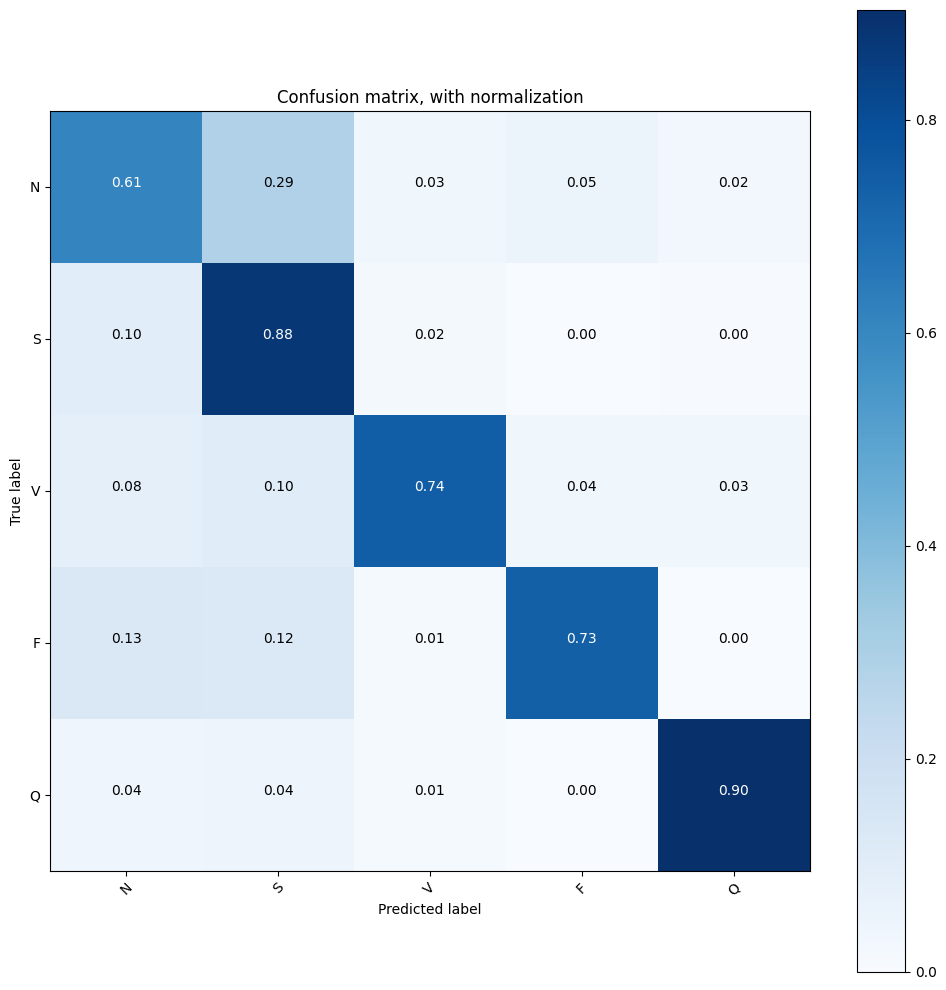 Confusion matrix, with normalization
True label
N 0.61 0.29 0.03 0.05 0.02
S 0.10 0.88 0.02 0.00 0.00
V 0.08 0.10 0.74 0.04 0.03
F 0.13 0.12 0.01 0.73 0.00
Q 0.04 0.04 0.01 0.00 0.90
N S V F Q
Predicted label
0.8
0.6
0.4
0.2
0.0